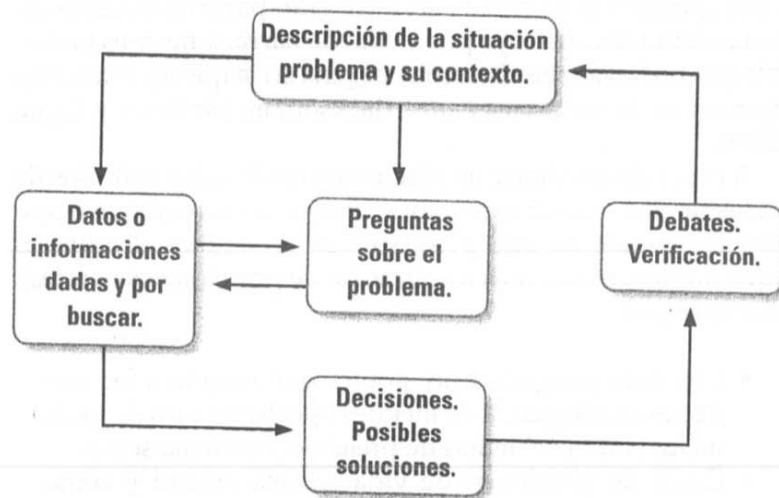 Descripción de la situación
problema y su contexto.
Datos o
informaciones
dadas y por
buscar.
Preguntas
sobre el
problema.
Debates.
Verificación.
Decisiones.
Posibles
soluciones.